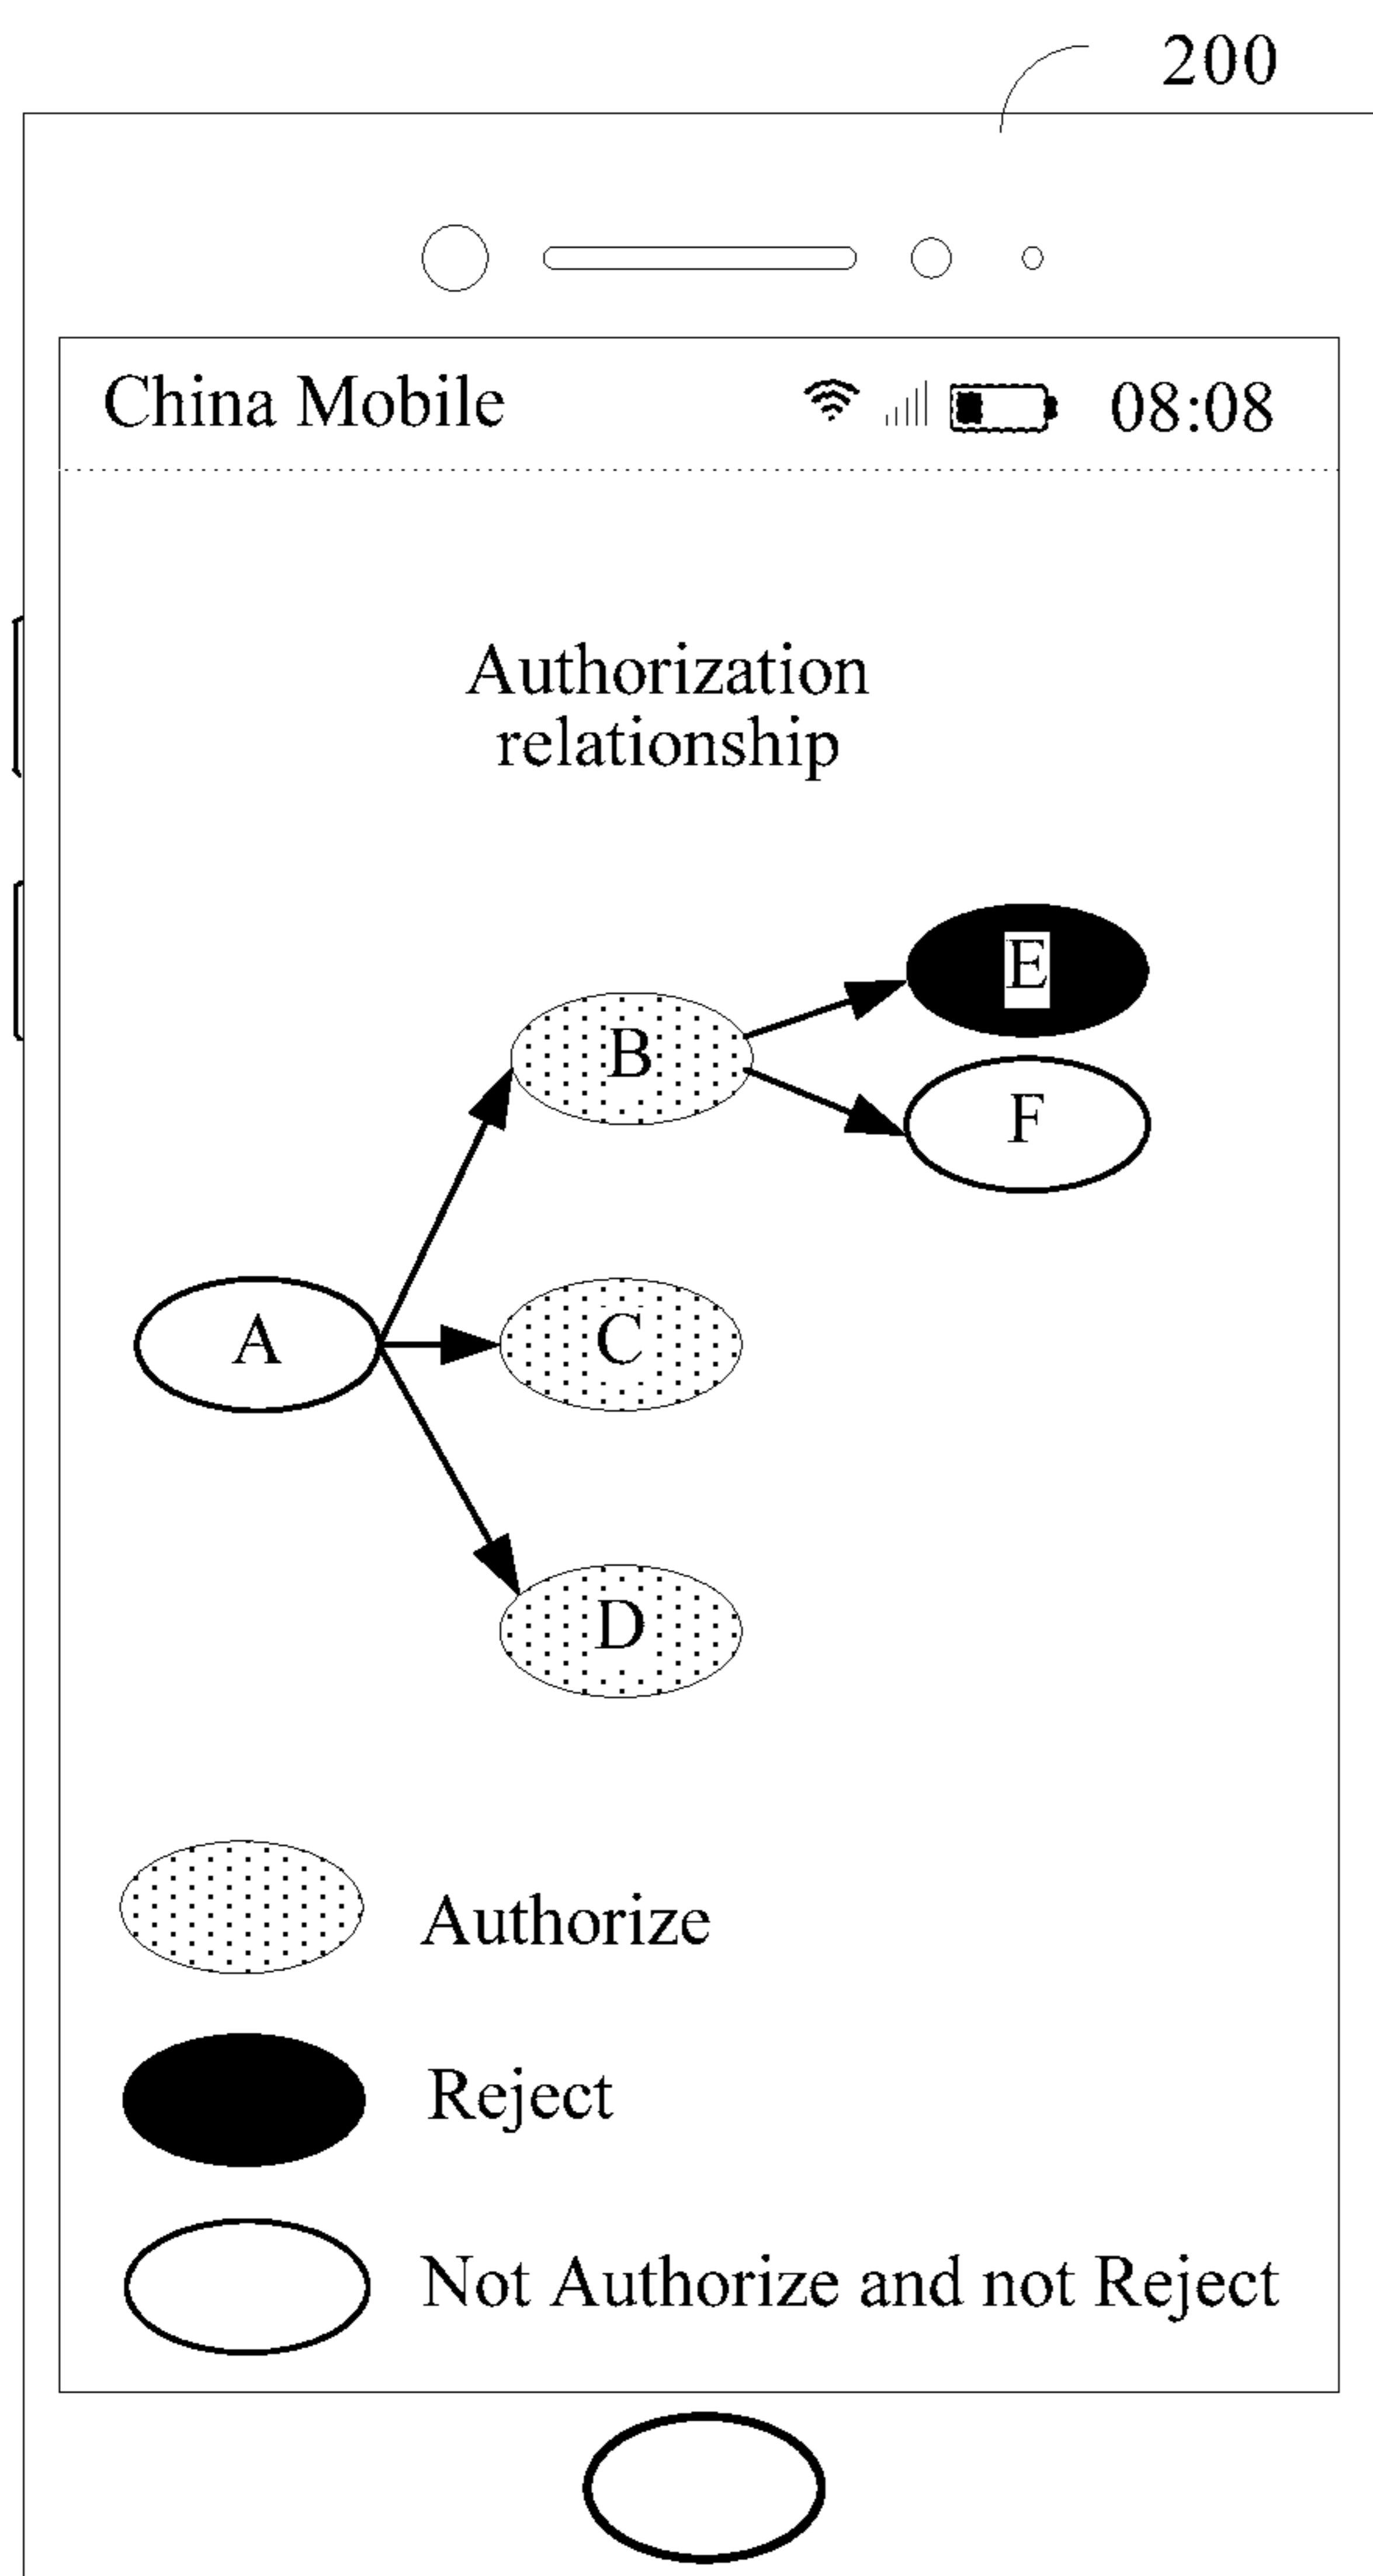 200
China Mobile 08:08
Authorization
relationship
E
B
F
A
C
D
Authorize
Reject
Not Authorize and not Reject